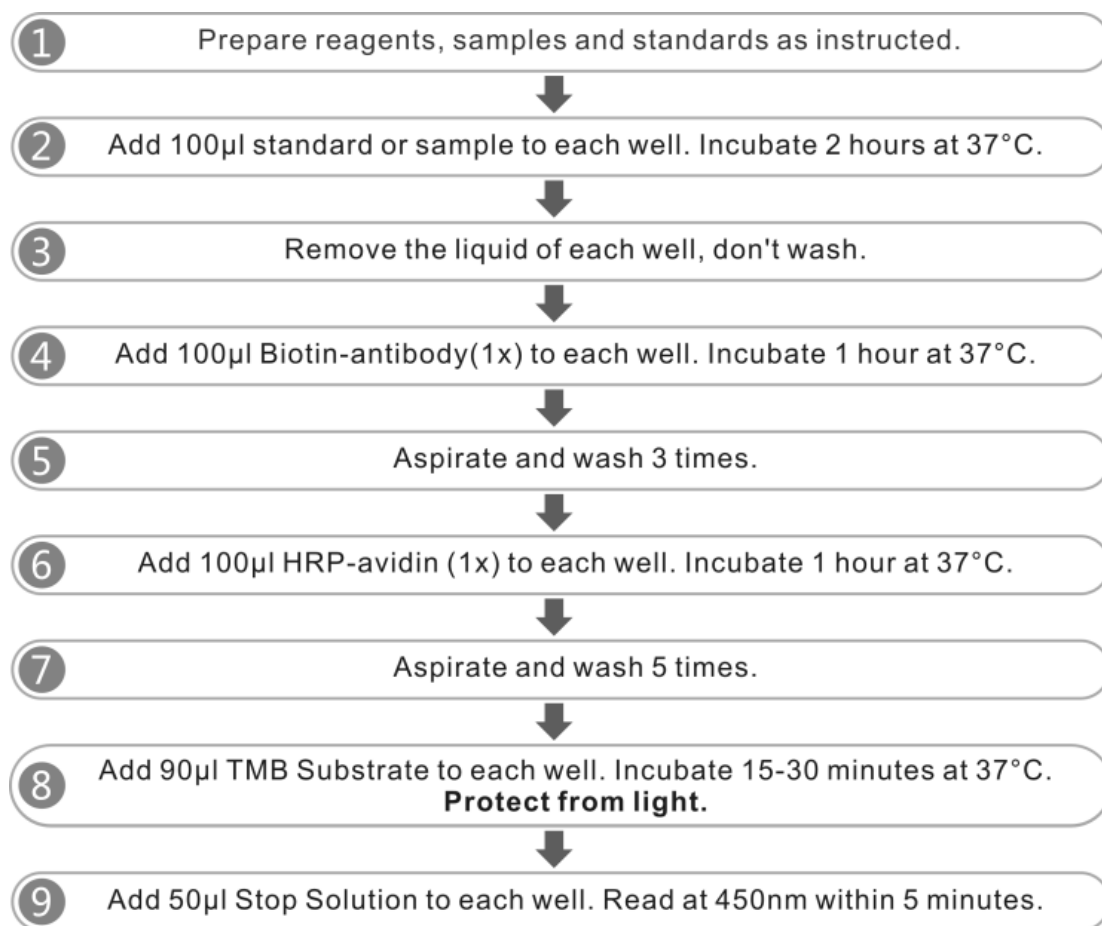 1 Prepare reagents, samples and standards as instructed.
2 Add 100µl standard or sample to each well. Incubate 2 hours at 37°C.
3 Remove the liquid of each well, don't wash.
4 Add 100µl Biotin-antibody(1x) to each well. Incubate 1 hour at 37°C.
5 Aspirate and wash 3 times.
6 Add 100µl HRP-avidin (1x) to each well. Incubate 1 hour at 37°C.
7 Aspirate and wash 5 times.
8 Add 90µl TMB Substrate to each well. Incubate 15-30 minutes at 37°C.
Protect from light.
9 Add 50µl Stop Solution to each well. Read at 450nm within 5 minutes.